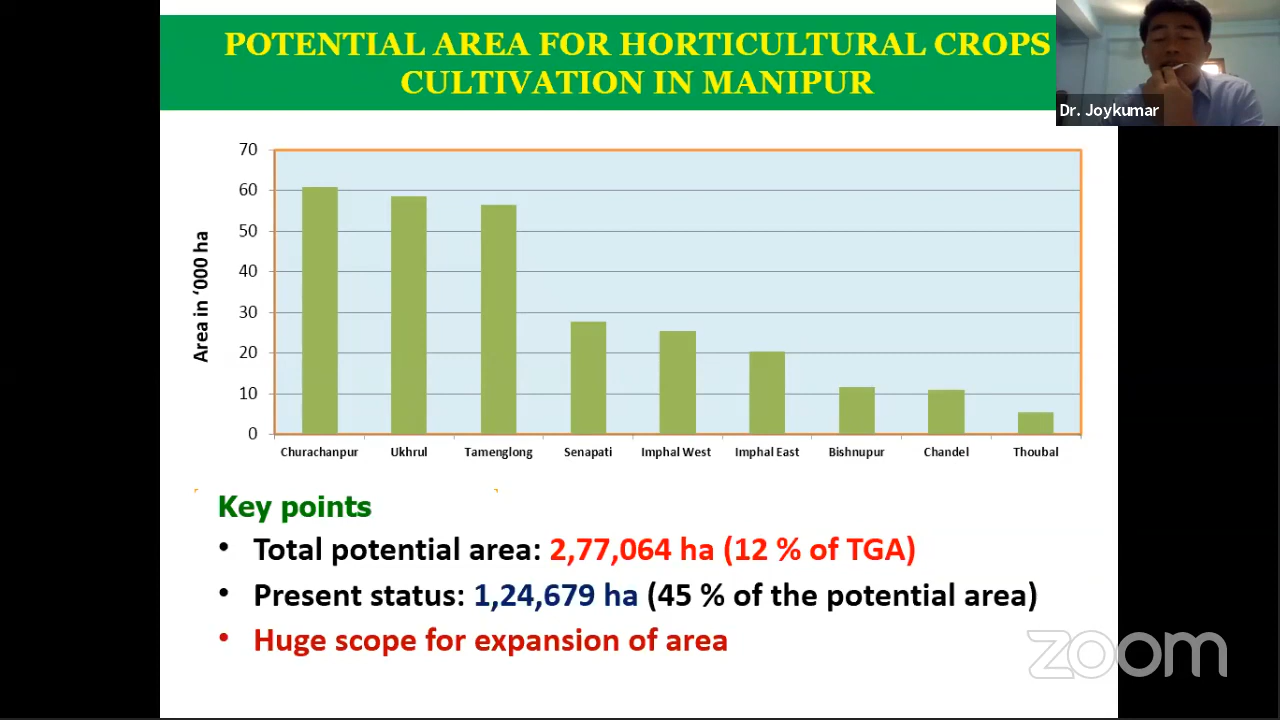 POTENTIAL AREA FOR HORTICULTURAL CROPS
CULTIVATION IN MANIPUR
Dr. Joykumar
70
60
50
40
30
20
10
0
Area in ‘000 ha
Churachanpur Ukhrul Tamenglong Senapati Imphal West Imphal East Bishnupur Chandel Thoubal
Key points
• Total potential area: 2,77,064 ha (12 % of TGA)
• Present status: 1,24,679 ha (45 % of the potential area)
• Huge scope for expansion of area
zoom